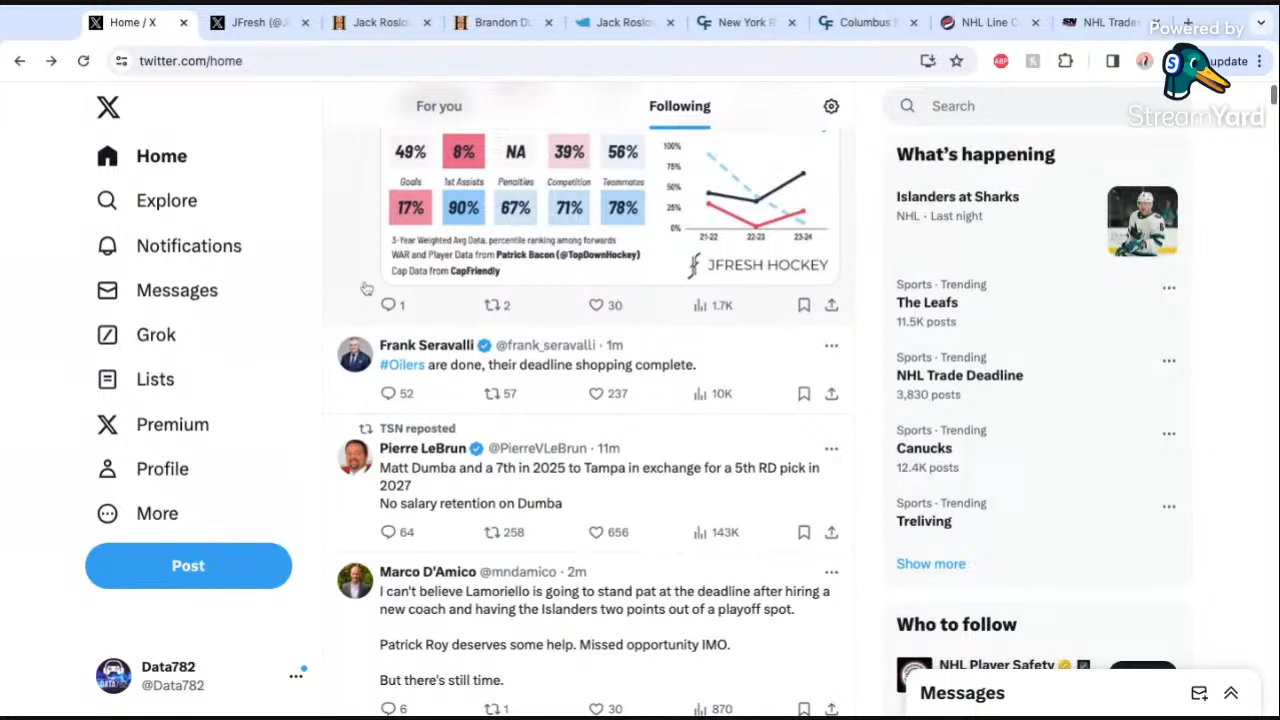 Home / X
JFresh (@J
Jack Roslov
Brandon Du
Jack Roslov
New York R
Columbus
NHL Line C
NHL Trade
Powered by
twitter.com/home
update
StreamYard
For you
Following
Search
Home
Explore
Notifications
Messages
Grok
Lists
Premium
Profile
More
Post
Data782
@Data782
49%
8%
NA
39%
56%
Goals
1st Assists
Penalties
Competition
Teammates
17%
90%
67%
71%
78%
100%
75%
50%
25%
0%
21-22
22-23
23-24
3-Year Weighted Avg Data, percentile ranking among forwards
WAR and Player Data from Patrick Bacon (@TopDownHockey)
Cap Data from CapFriendly
JFRESH HOCKEY
1
2
30
1.7K
Frank Seravalli @frank_seravalli · 1m
#Oilers are done, their deadline shopping complete.
52
57
237
10K
TSN reposted
Pierre LeBrun @PierreVLeBrun · 11m
Matt Dumba and a 7th in 2025 to Tampa in exchange for a 5th RD pick in
2027
No salary retention on Dumba
64
258
656
143K
Marco D'Amico @mndamico · 2m
I can't believe Lamoriello is going to stand pat at the deadline after hiring a
new coach and having the Islanders two points out of a playoff spot.
Patrick Roy deserves some help. Missed opportunity IMO.
But there's still time.
6
1
30
870
What's happening
Islanders at Sharks
NHL · Last night
Sports · Trending
The Leafs
11.5K posts
Sports · Trending
NHL Trade Deadline
3,830 posts
Sports · Trending
Canucks
12.4K posts
Sports · Trending
Treliving
Show more
Who to follow
NHL Player Safety
Messages